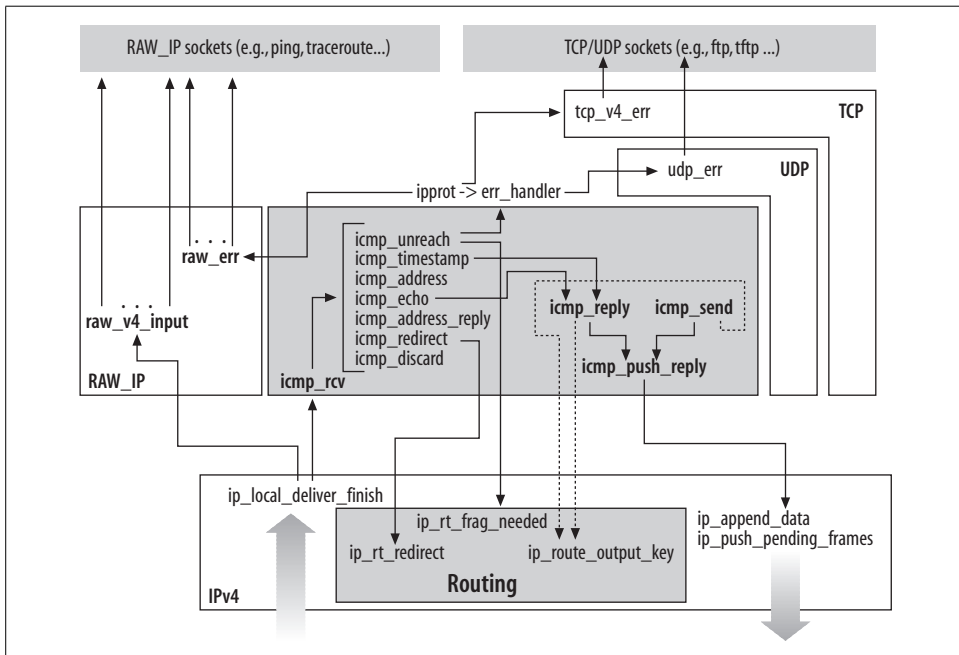 RAW_IP sockets (e.g., ping, traceroute...)
TCP/UDP sockets (e.g., ftp, tftp ...)
tcp_v4_err
TCP
UDP
udp_err
ipprot -> err_handler
. . .
raw_err
icmp_unreach
icmp_timestamp
icmp_address
icmp_echo
icmp_address_reply
icmp_redirect
icmp_discard
. . .
raw_v4_input
icmp_reply
icmp_send
icmp_push_reply
RAW_IP
icmp_rcv
ip_local_deliver_finish
ip_rt_frag_needed
ip_append_data
ip_push_pending_frames
ip_rt_redirect
ip_route_output_key
Routing
IPv4